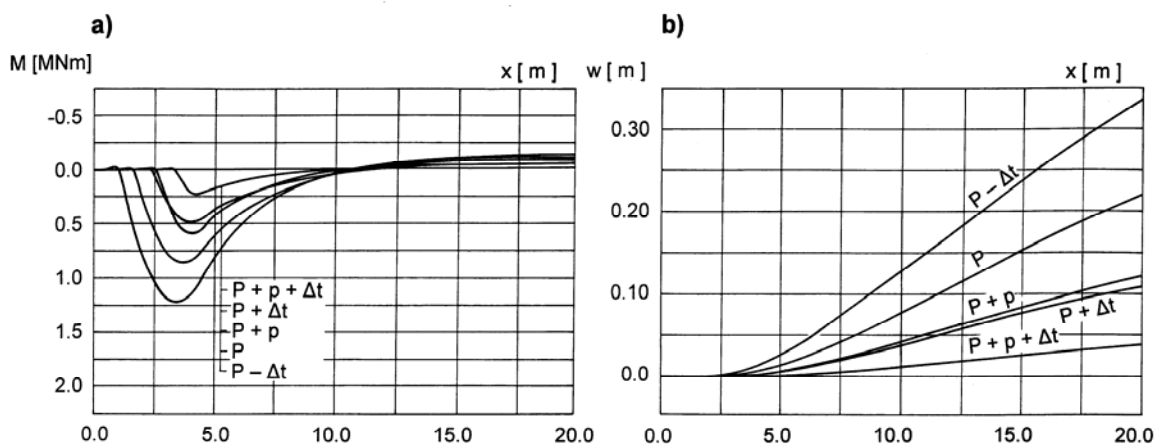 a)
M [MNm]
x [ m ]
-0.5
0.0
0.5
1.0
1.5
2.0
P + p + Δt
P + Δt
P + p
P
P – Δt
0.0 5.0 10.0 15.0 20.0
b)
w [ m ]
x [ m ]
0.30
0.20
0.10
0.0
P – Δt
P
P + p
P + Δt
P + p + Δt
0.0 5.0 10.0 15.0 20.0